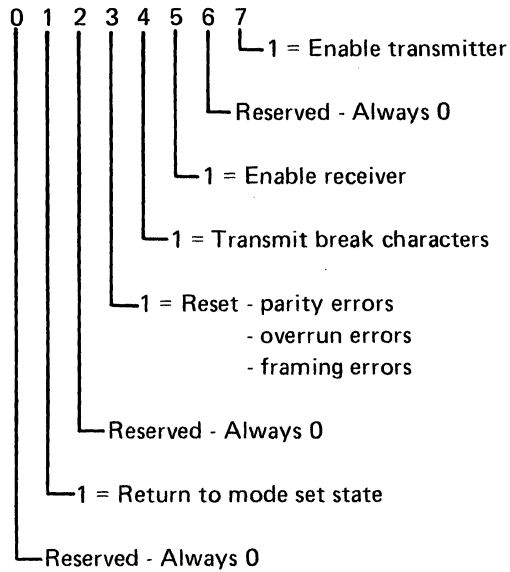 0 1 2 3 4 5 6 7
1 = Enable transmitter
Reserved - Always 0
1 = Enable receiver
1 = Transmit break characters
1 = Reset - parity errors
- overrun errors
- framing errors
Reserved - Always 0
1 = Return to mode set state
Reserved - Always 0